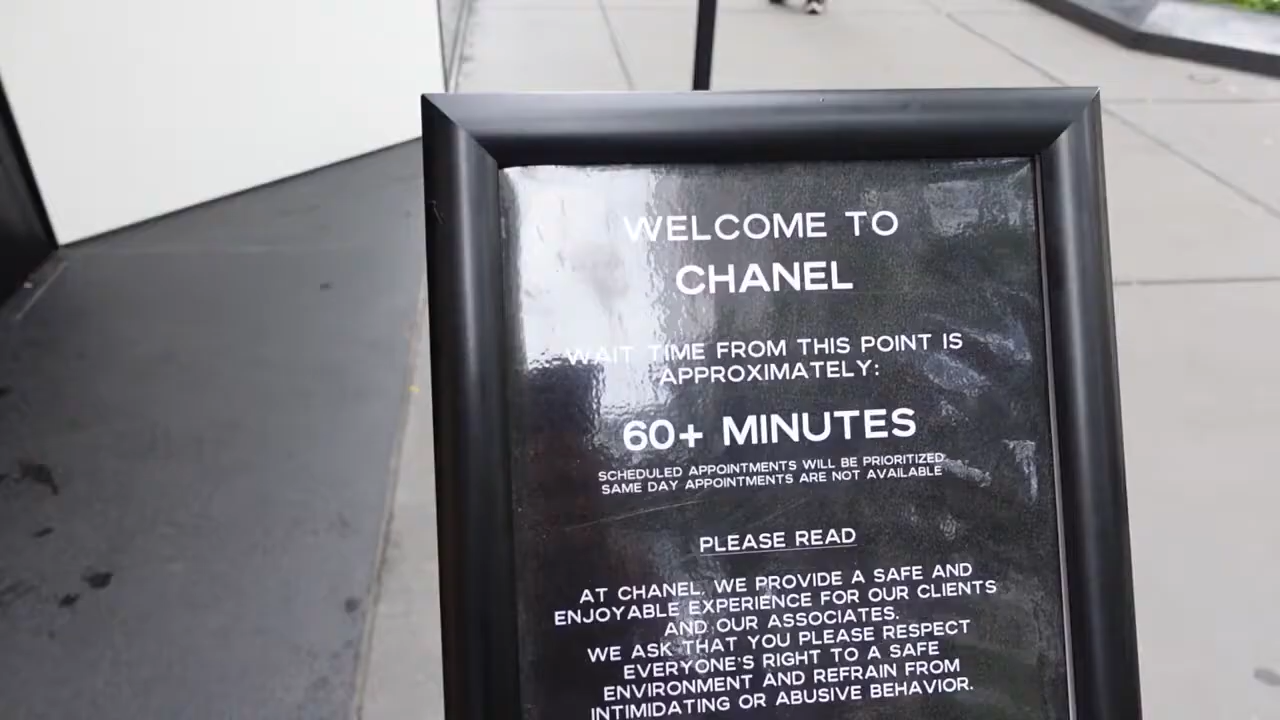 WELCOME TO
CHANEL
WAIT TIME FROM THIS POINT IS
APPROXIMATELY:
60+ MINUTES
SCHEDULED APPOINTMENTS WILL BE PRIORITIZED
SAME DAY APPOINTMENTS ARE NOT AVAILABLE
PLEASE READ
AT CHANEL, WE PROVIDE A SAFE AND
ENJOYABLE EXPERIENCE FOR OUR CLIENTS
AND OUR ASSOCIATES.
WE ASK THAT YOU PLEASE RESPECT
EVERYONE'S RIGHT TO A SAFE
ENVIRONMENT AND REFRAIN FROM
INTIMIDATING OR ABUSIVE BEHAVIOR.